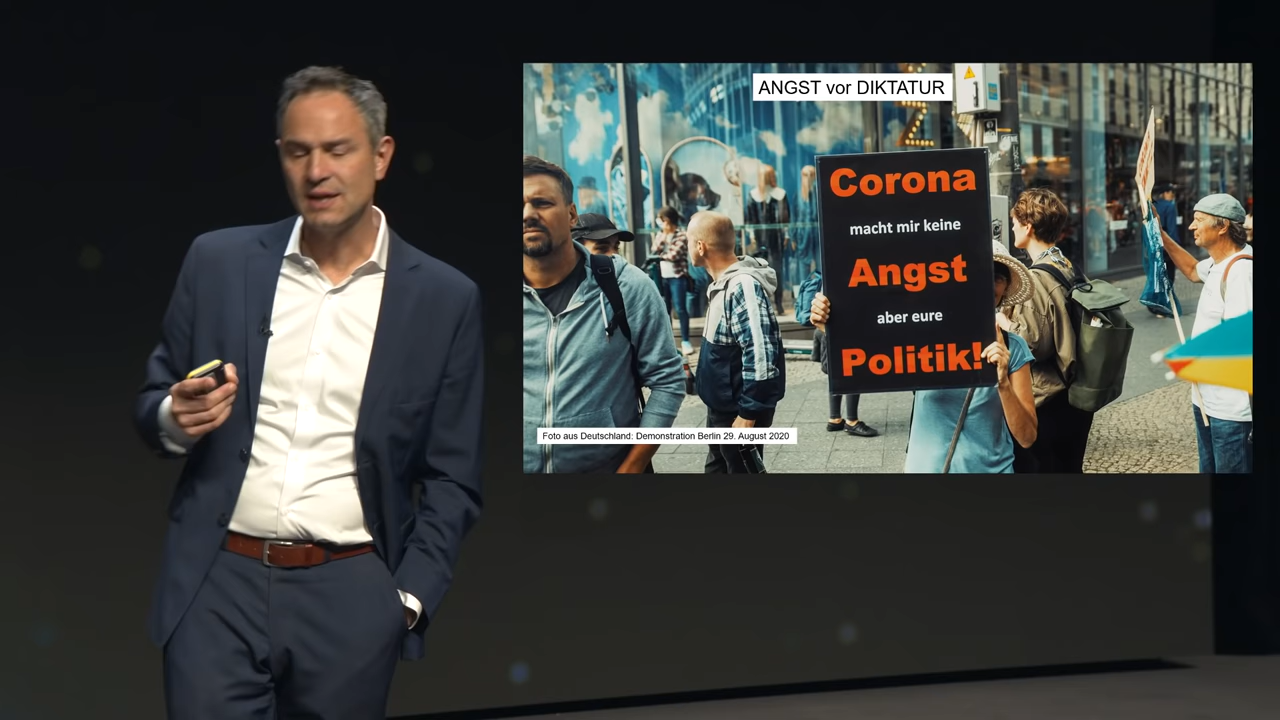 ANGST vor DIKTATUR
Corona
macht mir keine
Angst
aber eure
Politik!
Foto aus Deutschland: Demonstration Berlin 29. August 2020